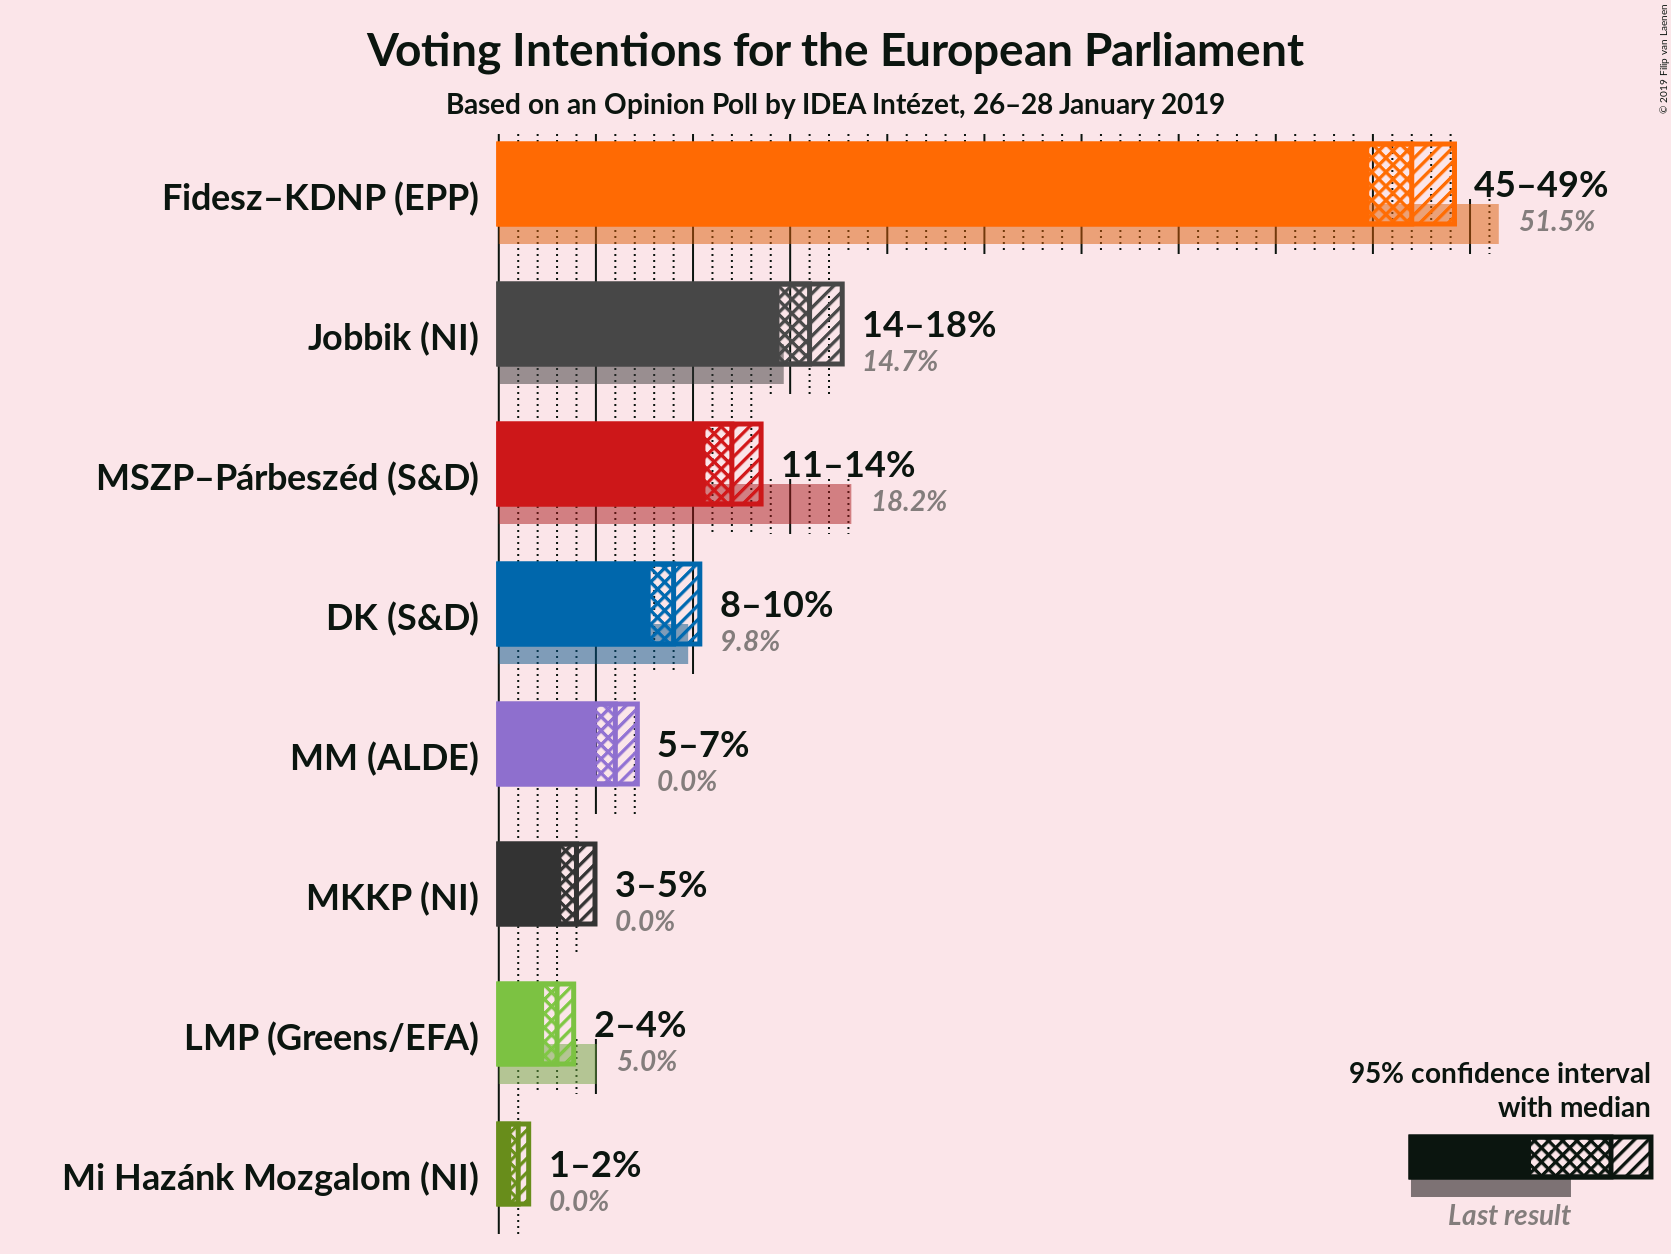 Voting Intentions for the European Parliament
Based on an Opinion Poll by IDEA Intézet, 26–28 January 2019
© 2019 Filip van Laenen
Fidesz–KDNP (EPP)
45–49%
51.5%
Jobbik (NI)
14–18%
14.7%
MSZP–Párbeszéd (S&D)
11–14%
18.2%
DK (S&D)
8–10%
9.8%
MM (ALDE)
5–7%
0.0%
MKKP (NI)
3–5%
0.0%
LMP (Greens/EFA)
2–4%
5.0%
Mi Hazánk Mozgalom (NI)
1–2%
0.0%
95% confidence interval
with median
Last result